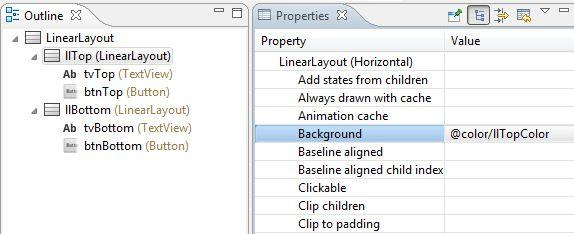 Outline
LinearLayout
llTop (LinearLayout)
Ab tvTop (TextView)
btnTop (Button)
llBottom (LinearLayout)
Ab tvBottom (TextView)
btnBottom (Button)
Properties
Property Value
LinearLayout (Horizontal)
Add states from children
Always drawn with cache
Animation cache
Background @color/llTopColor
Baseline aligned
Baseline aligned child index
Clickable
Clip children
Clip to padding